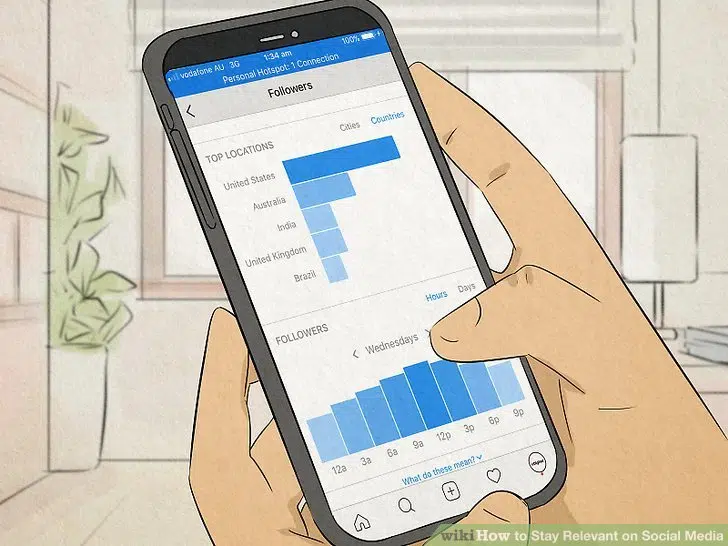 vodafone AU 3G 1:34 am 100%
Personal Hotspot: 1 Connection
Followers
TOP LOCATIONS Cities Countries
United States
Australia
India
United Kingdom
Brazil
Hours Days
FOLLOWERS
Wednesdays
12a 3a 6a 9a 12p 3p 6p 9p
What do these mean?
wikiHow to Stay Relevant on Social Media